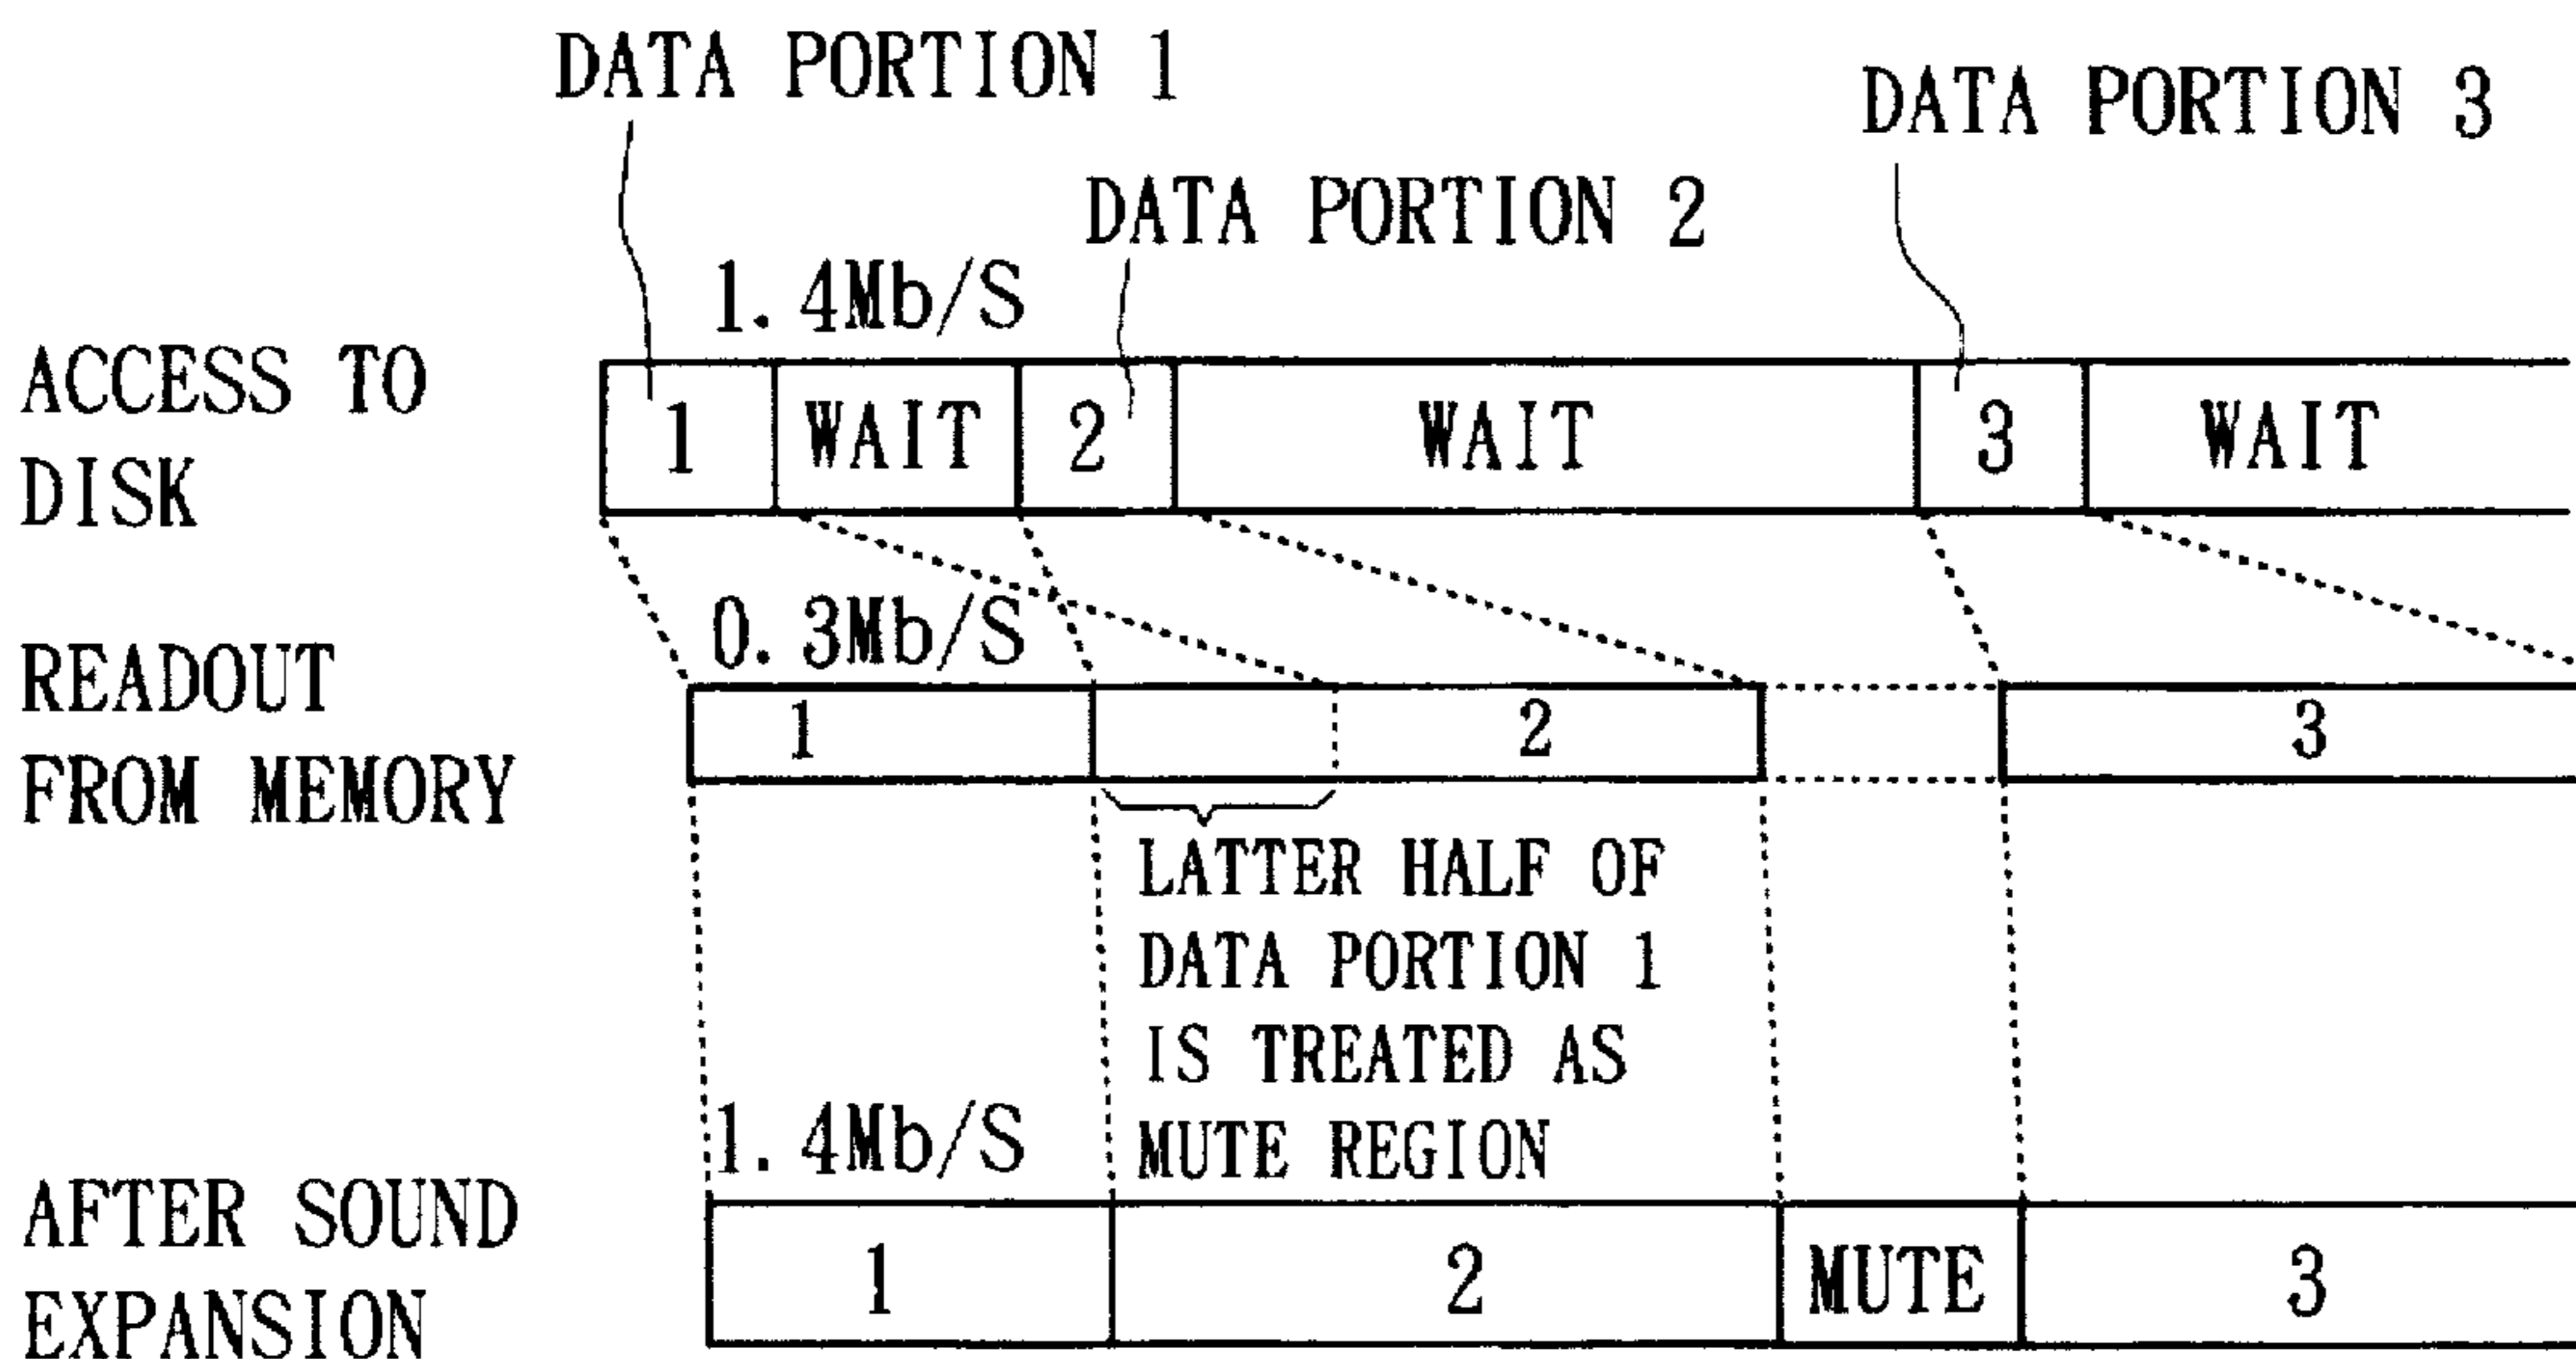 DATA PORTION 1
DATA PORTION 3
DATA PORTION 2
1.4Mb/S
ACCESS TO
DISK
1 WAIT 2 WAIT 3 WAIT
0.3Mb/S
READOUT
FROM MEMORY
1 2 3
LATTER HALF OF
DATA PORTION 1
IS TREATED AS
MUTE REGION
1.4Mb/S
AFTER SOUND
EXPANSION
1 2 MUTE 3